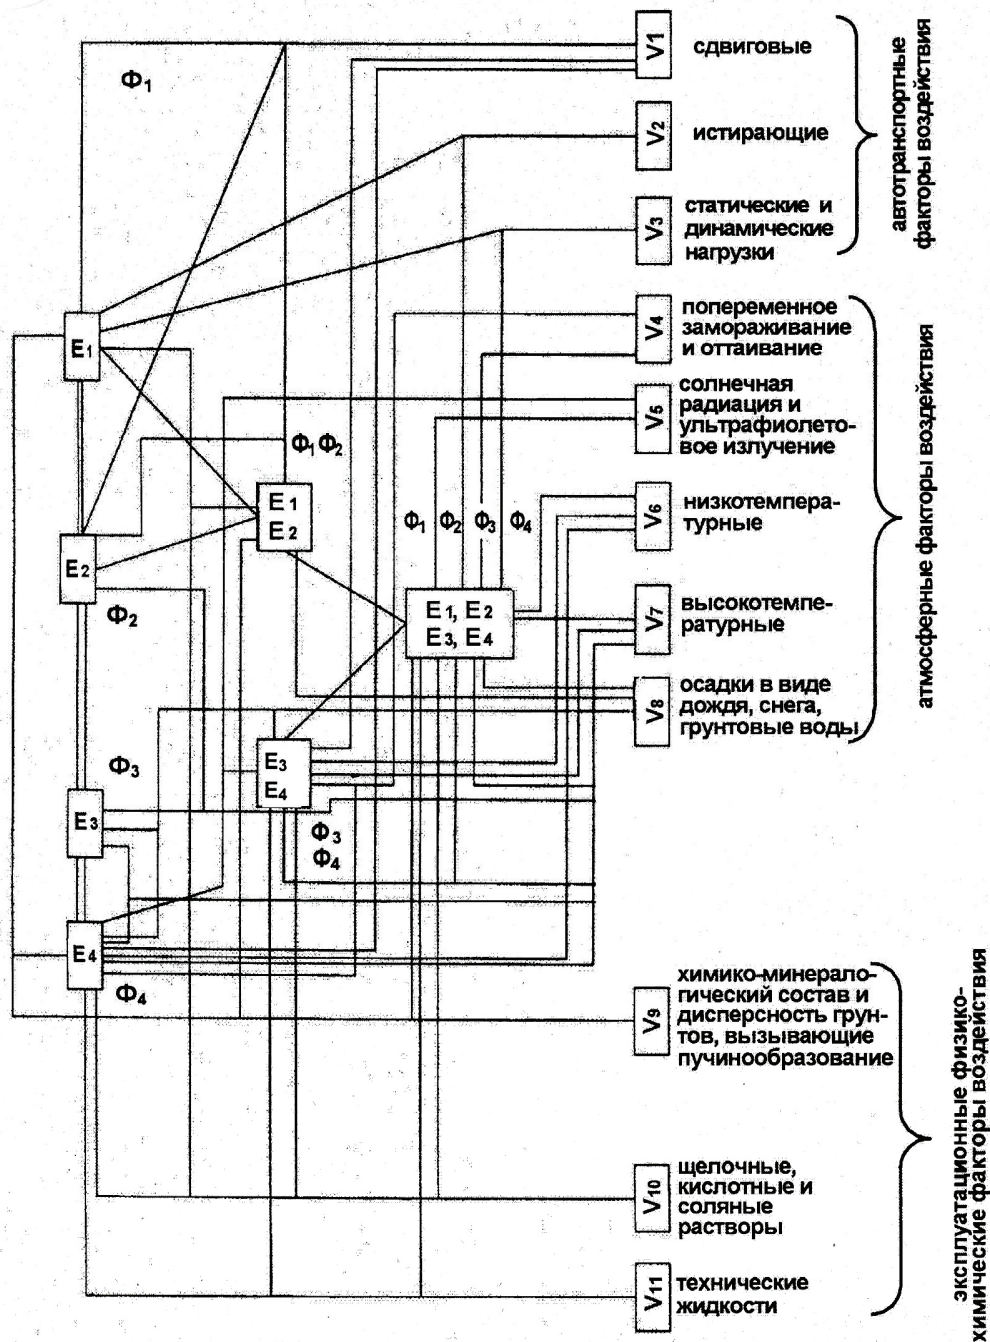 V1
сдвиговые
V2
истирающие
V3
статические и
динамические
нагрузки
автотранспортные
факторы воздействия
V4
попеременное
замораживание
и оттаивание
V5
солнечная
радиация и
ультрафиолето-
вое излучение
V6
низкотемпера-
турные
V7
высокотемпе-
ратурные
V8
осадки в виде
дождя, снега,
грунтовые воды
атмосферные факторы воздействия
V9
химико-минерало-
гический состав и
дисперсность грун-
тов, вызывающие
пучинообразование
V10
щелочные,
кислотные и
соляные
растворы
V11
технические
жидкости
эксплуатационные физико-
химические факторы воздействия
Ф1
E1
Ф1 Ф2
E1
E2
Ф1 Ф2 Ф3 Ф4
E2
Ф2
E1, E2
E3, E4
Ф3
E3
E4
E3
Ф3
Ф4
E4
Ф4